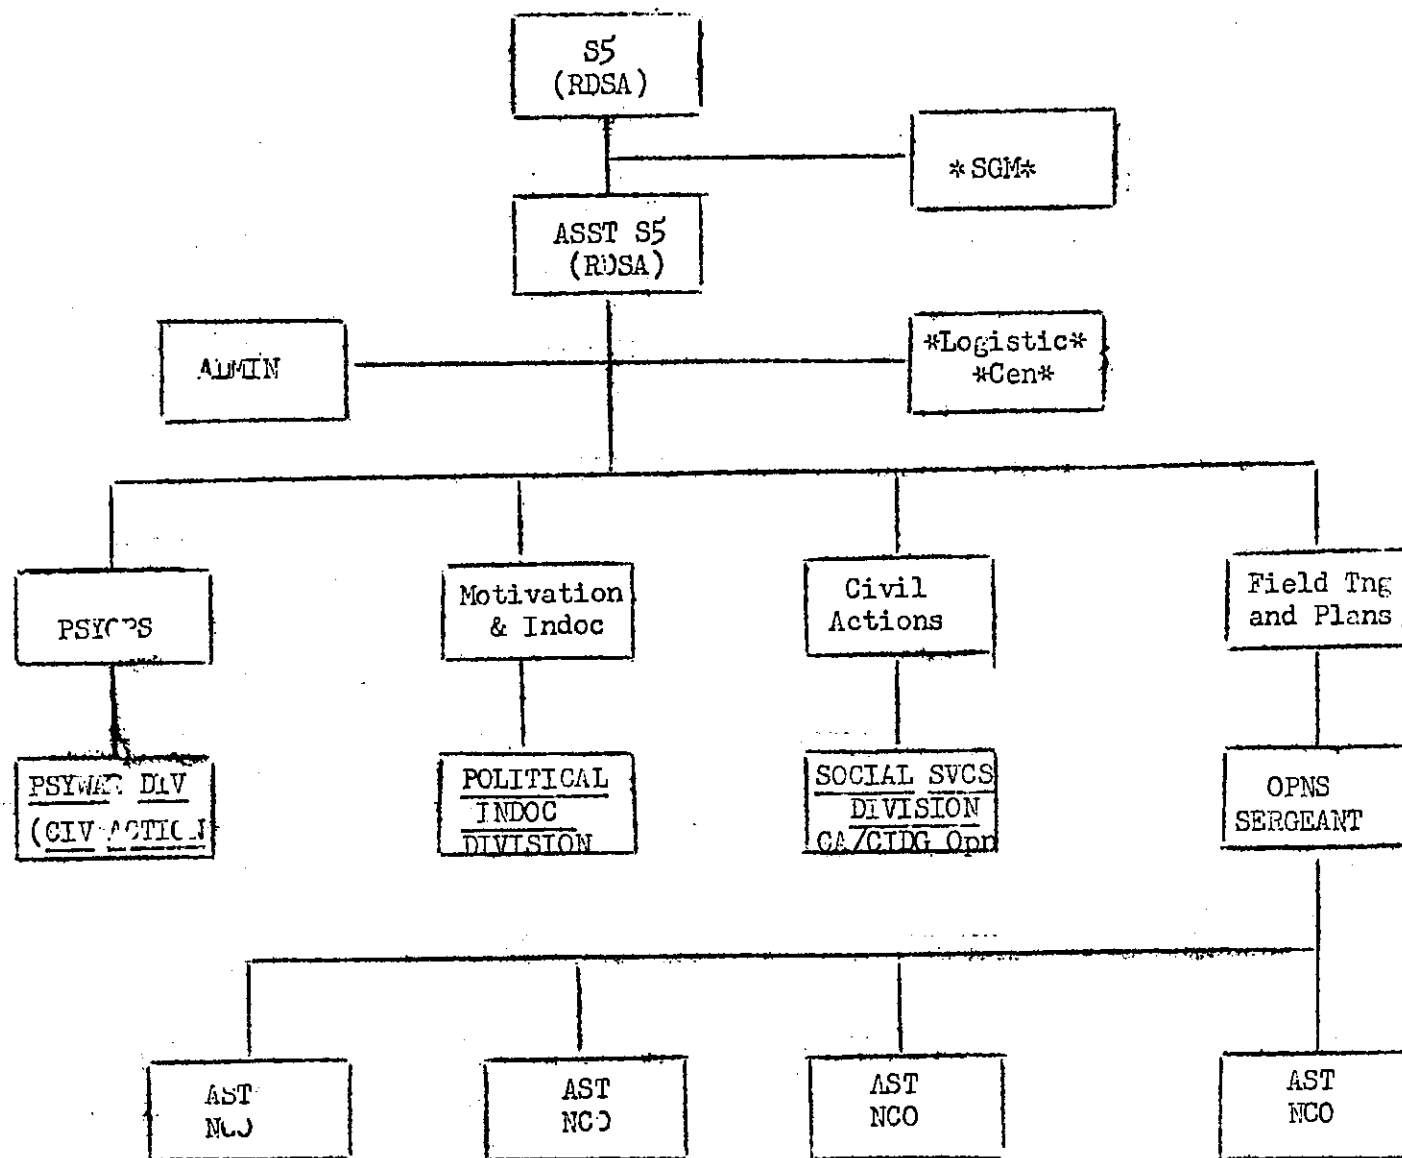 S5
(RDSA)
*SGM*
ASST S5
(RDSA)
ADMIN
*Logistic*
*Cen*
PSYOPS
Motivation
& Indoc
Civil
Actions
Field Tng
and Plans
PSYWAR DIV
(CIV ACTION
POLITICAL
INDOC
DIVISION
SOCIAL SVCS
DIVISION
CA/CIDG Opn
OPNS
SERGEANT
AST
NCO
AST
NCO
AST
NCO
AST
NCO